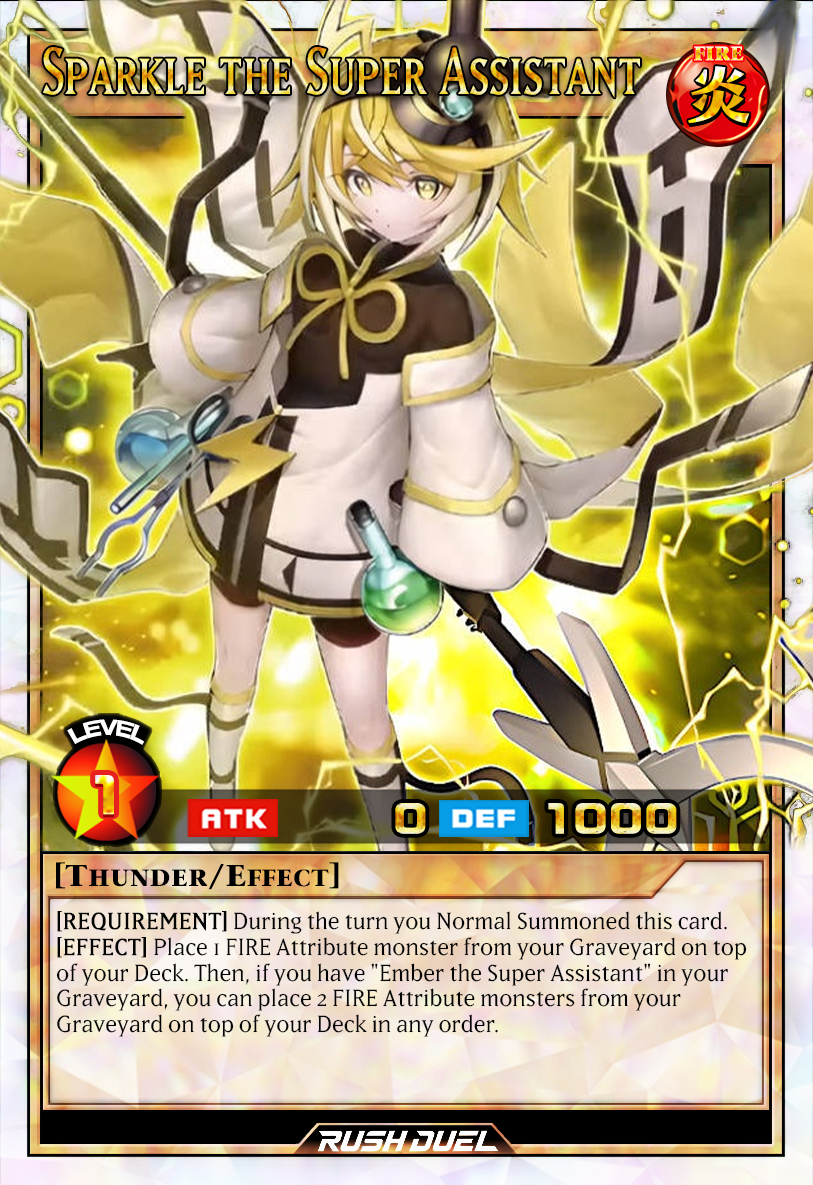 Sparkle the Super Assistant
FIRE
炎
LEVEL
1
ATK 0 DEF 1000
[Thunder/Effect]
[REQUIREMENT] During the turn you Normal Summoned this card.
[EFFECT] Place 1 FIRE Attribute monster from your Graveyard on top
of your Deck. Then, if you have "Ember the Super Assistant" in your
Graveyard, you can place 2 FIRE Attribute monsters from your
Graveyard on top of your Deck in any order.
RUSH DUEL